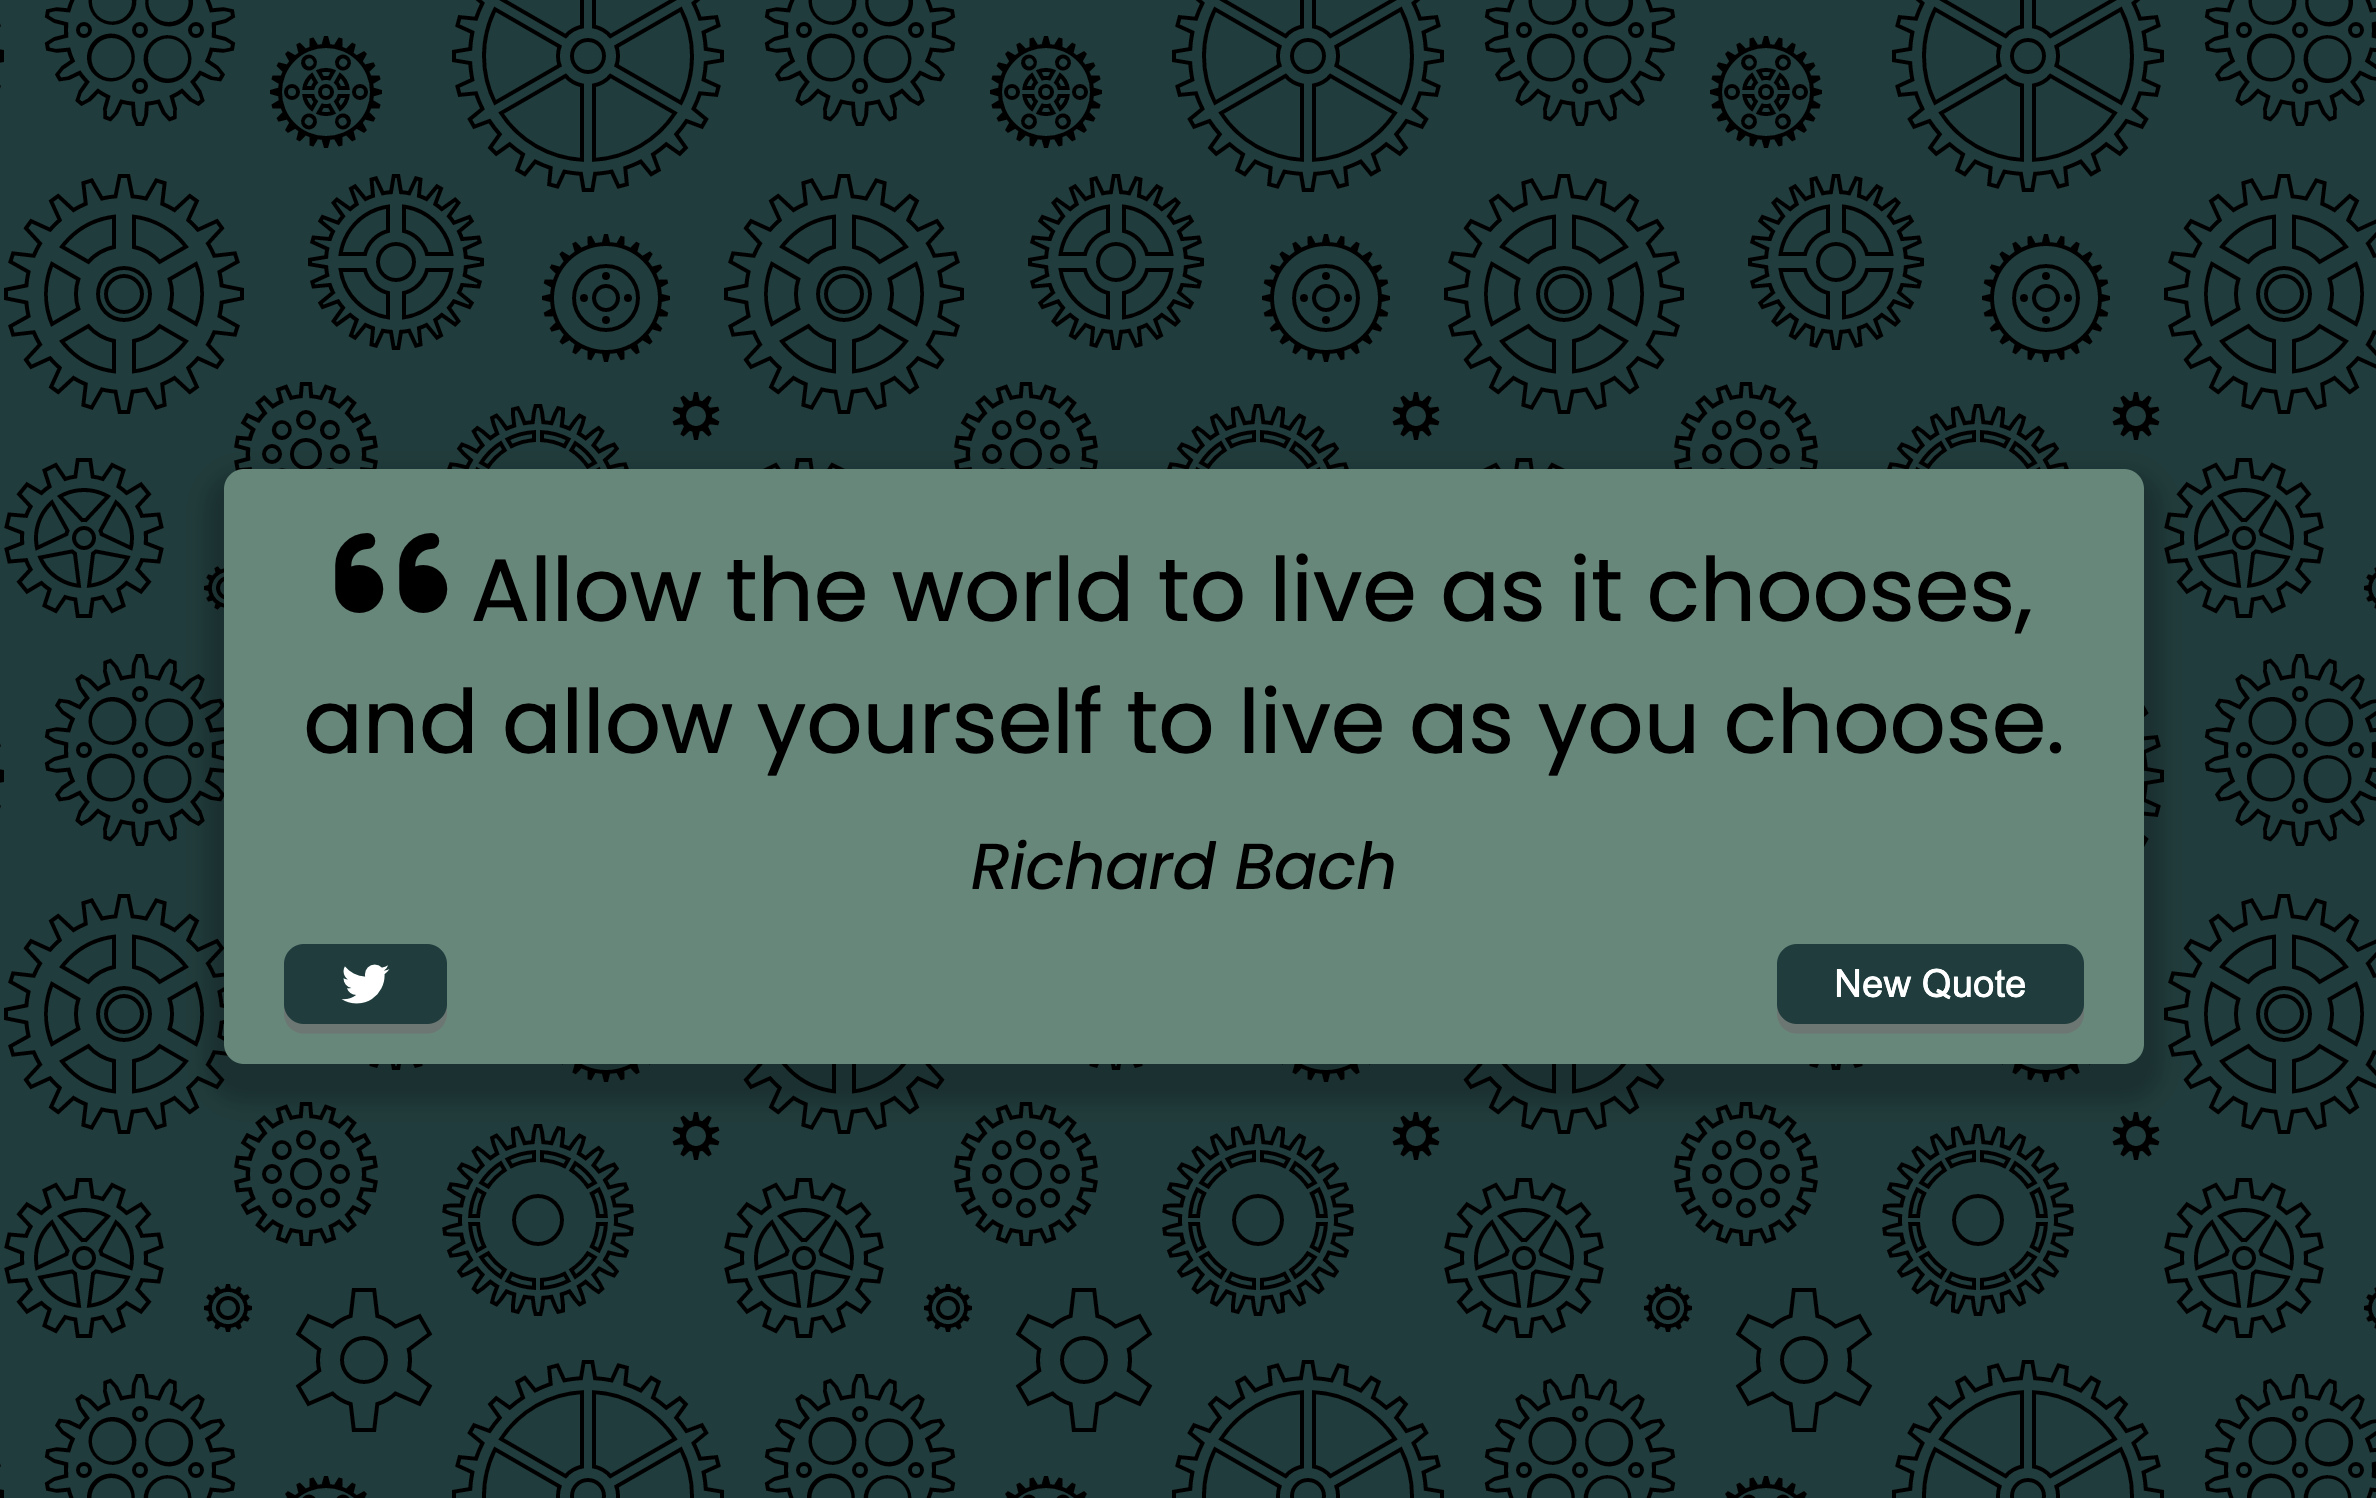 “ Allow the world to live as it chooses,
and allow yourself to live as you choose.
Richard Bach
New Quote